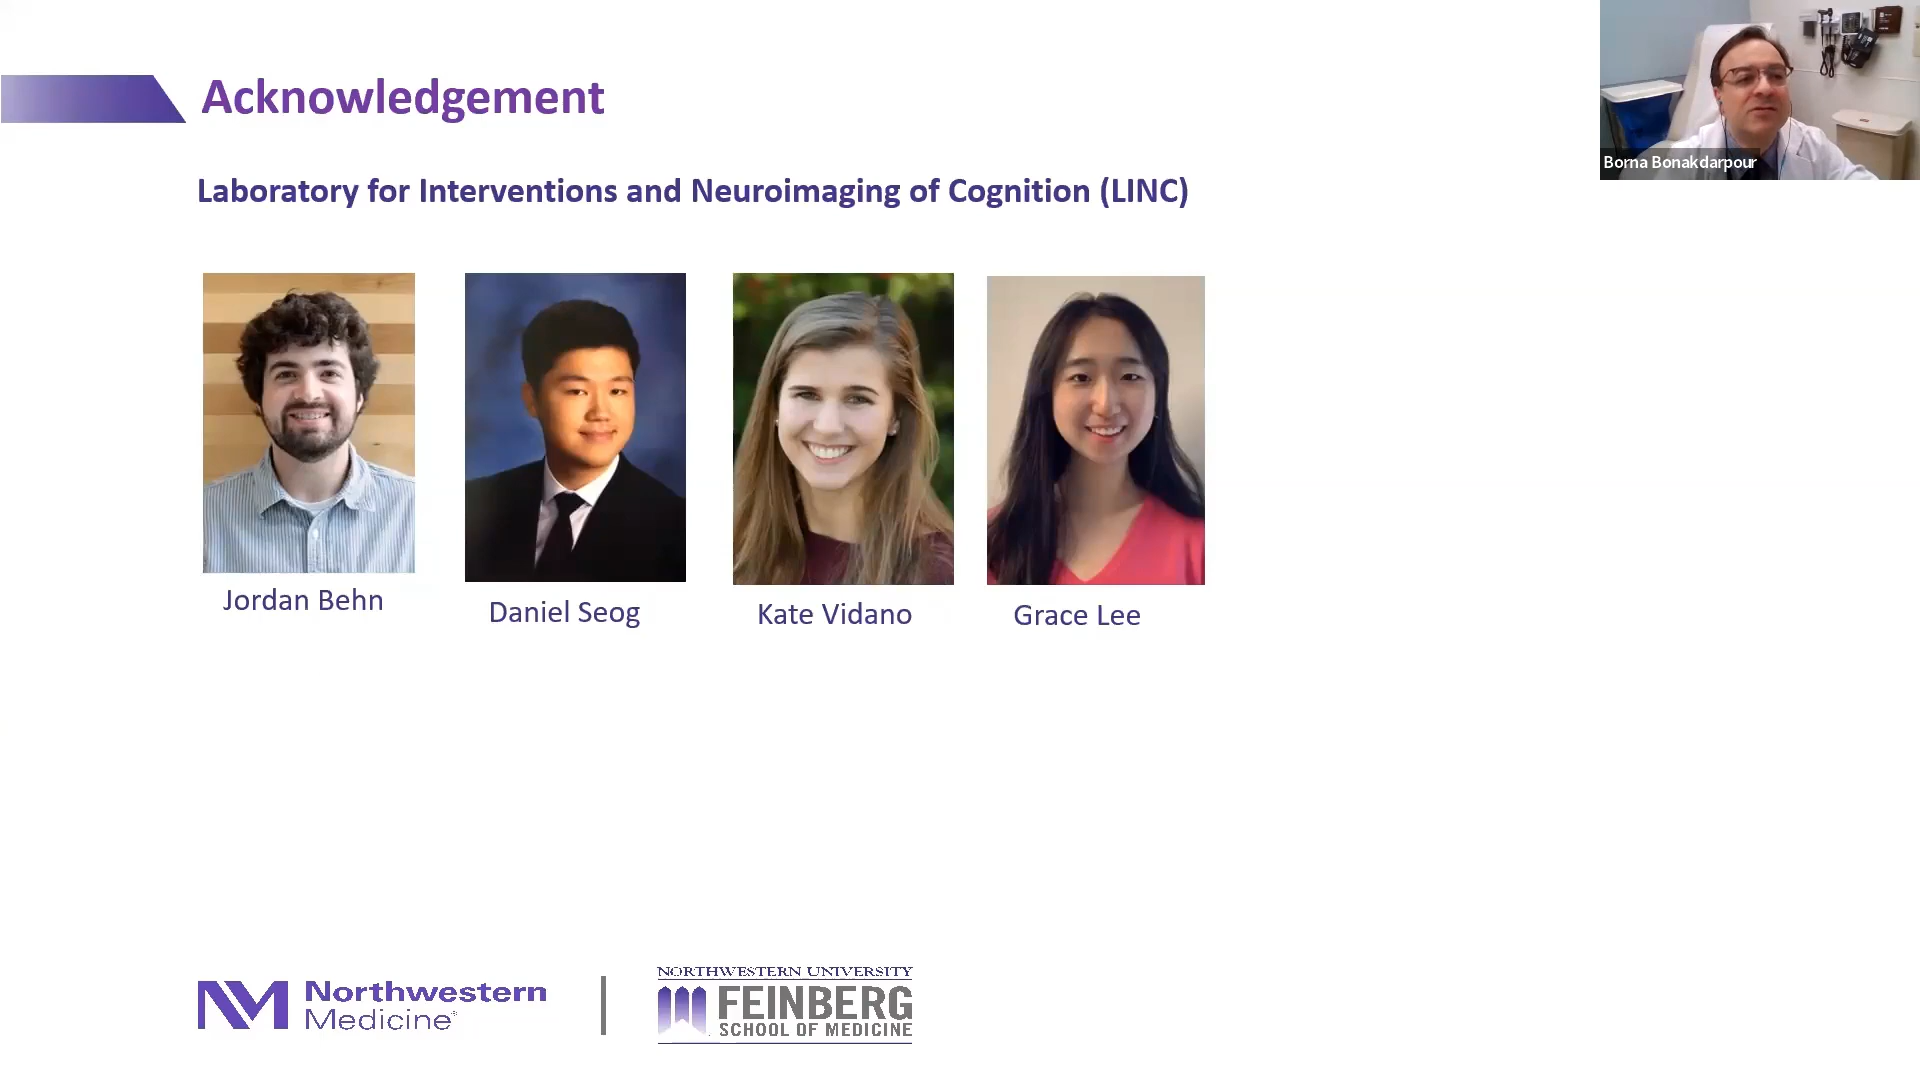 Acknowledgement
Borna Bonakdarpour
Laboratory for Interventions and Neuroimaging of Cognition (LINC)
Jordan Behn
Daniel Seog
Kate Vidano
Grace Lee
NM Northwestern
Medicine®
NORTHWESTERN UNIVERSITY
FEINBERG
SCHOOL OF MEDICINE